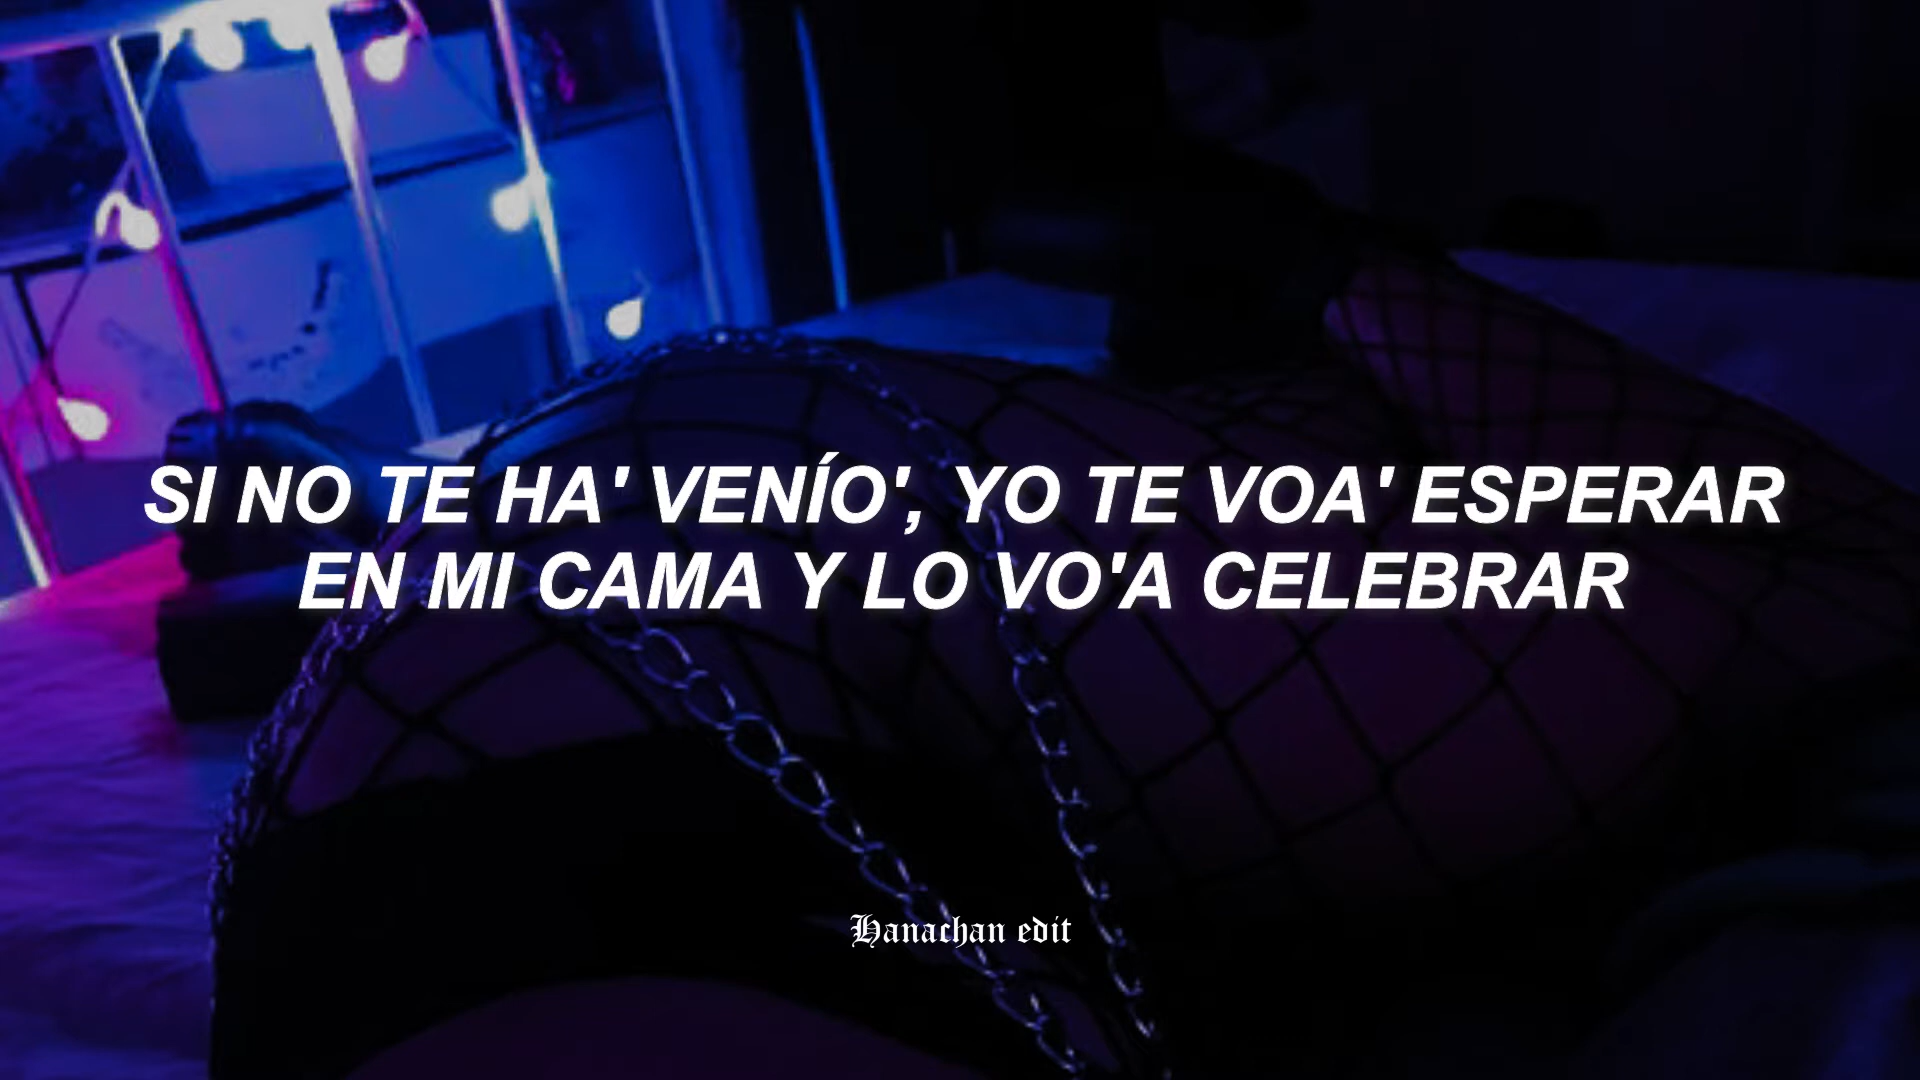 SI NO TE HA' VENÍO', YO TE VOA' ESPERAR
EN MI CAMA Y LO VO'A CELEBRAR
Hanachan edit